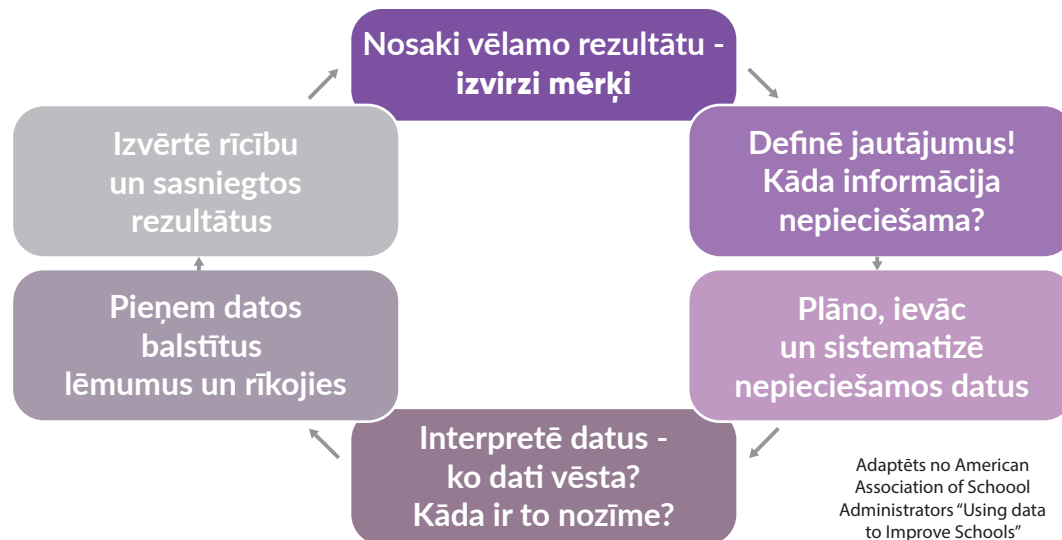 Nosaki vēlamo rezultātu -
izvirzi mērķi
Definē jautājumus!
Kāda informācija
nepieciešama?
Plāno, ievāc
un sistematizē
nepieciešamos datus
Interpretē datus -
ko dati vēsta?
Kāda ir to nozīme?
Pieņem datos
balstītus
lēmumus un rīkojies
Izvērtē rīcību
un sasniegtos
rezultātus
Adaptēts no American
Association of Schoool
Administrators “Using data
to Improve Schools”